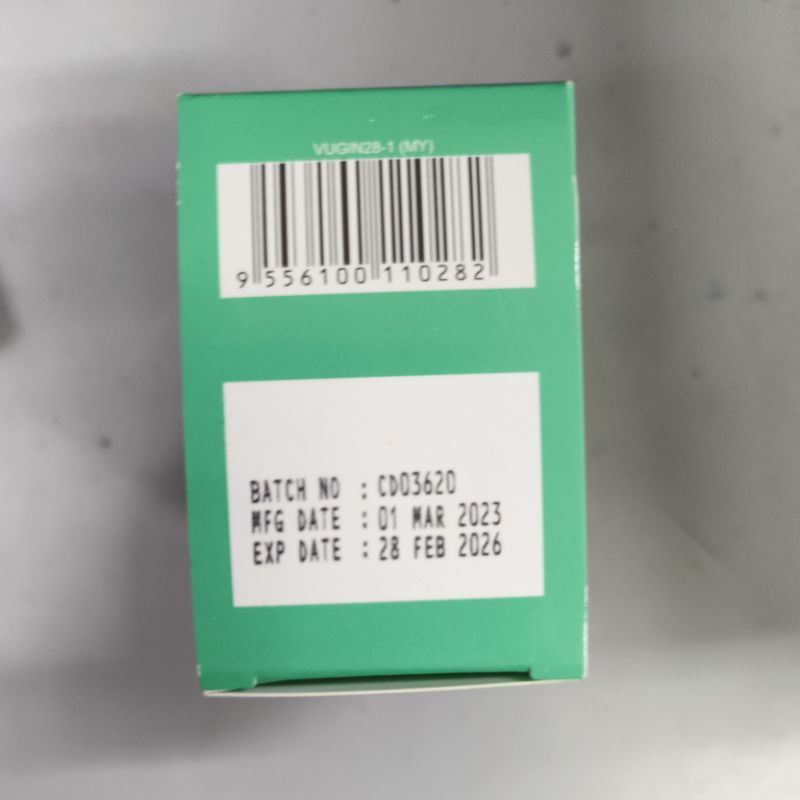 VUGIN28-1 (MY)
9 556100 110282
BATCH NO : CD03620
MFG DATE : 01 MAR 2023
EXP DATE : 28 FEB 2026